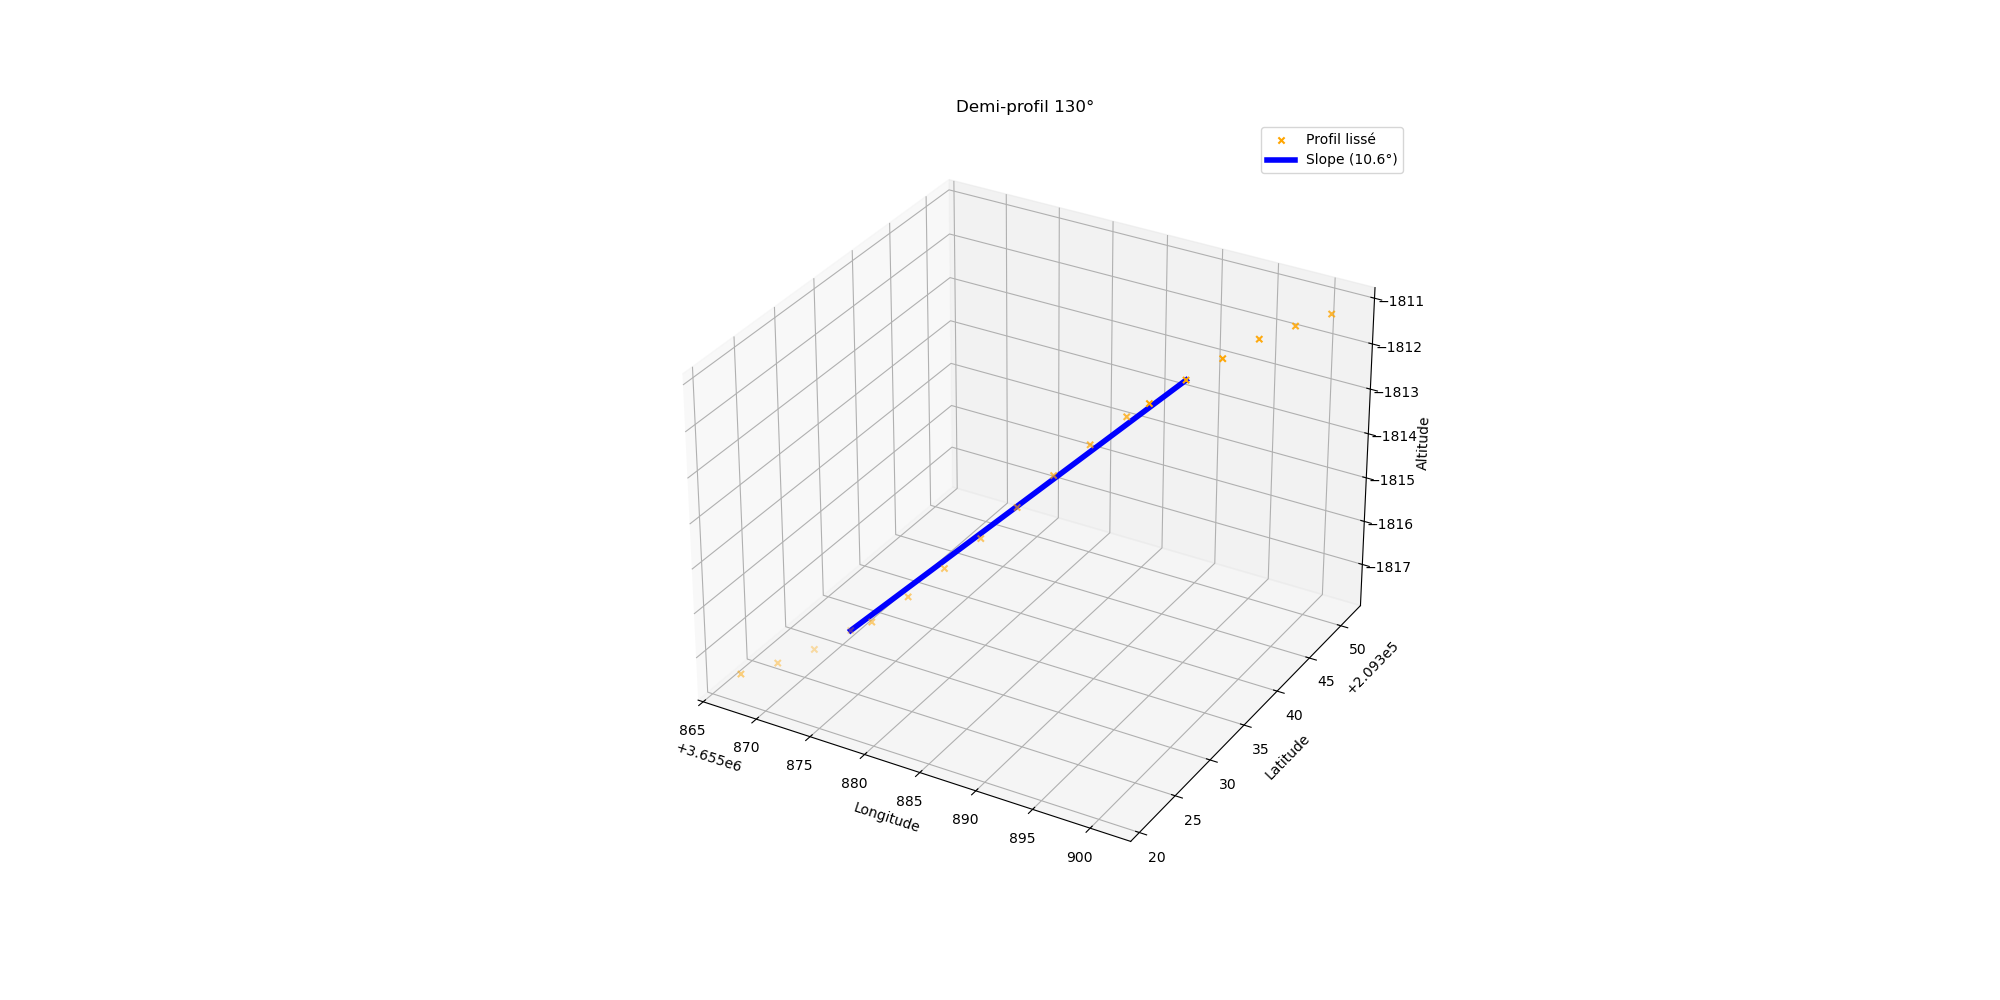 Demi-profil 130°
Profil lissé
Slope (10.6°)
−1811
−1812
−1813
−1814
−1815
−1816
−1817
Altitude
50
45
40
35
30
25
20
+2.093e5
Latitude
865
870
875
880
885
890
895
900
+3.655e6
Longitude